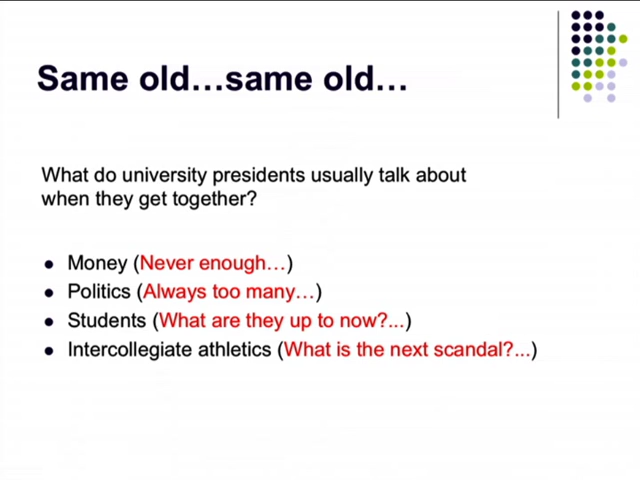 Same old…same old…
What do university presidents usually talk about
when they get together?
• Money (Never enough…)
• Politics (Always too many…)
• Students (What are they up to now?...)
• Intercollegiate athletics (What is the next scandal?...)